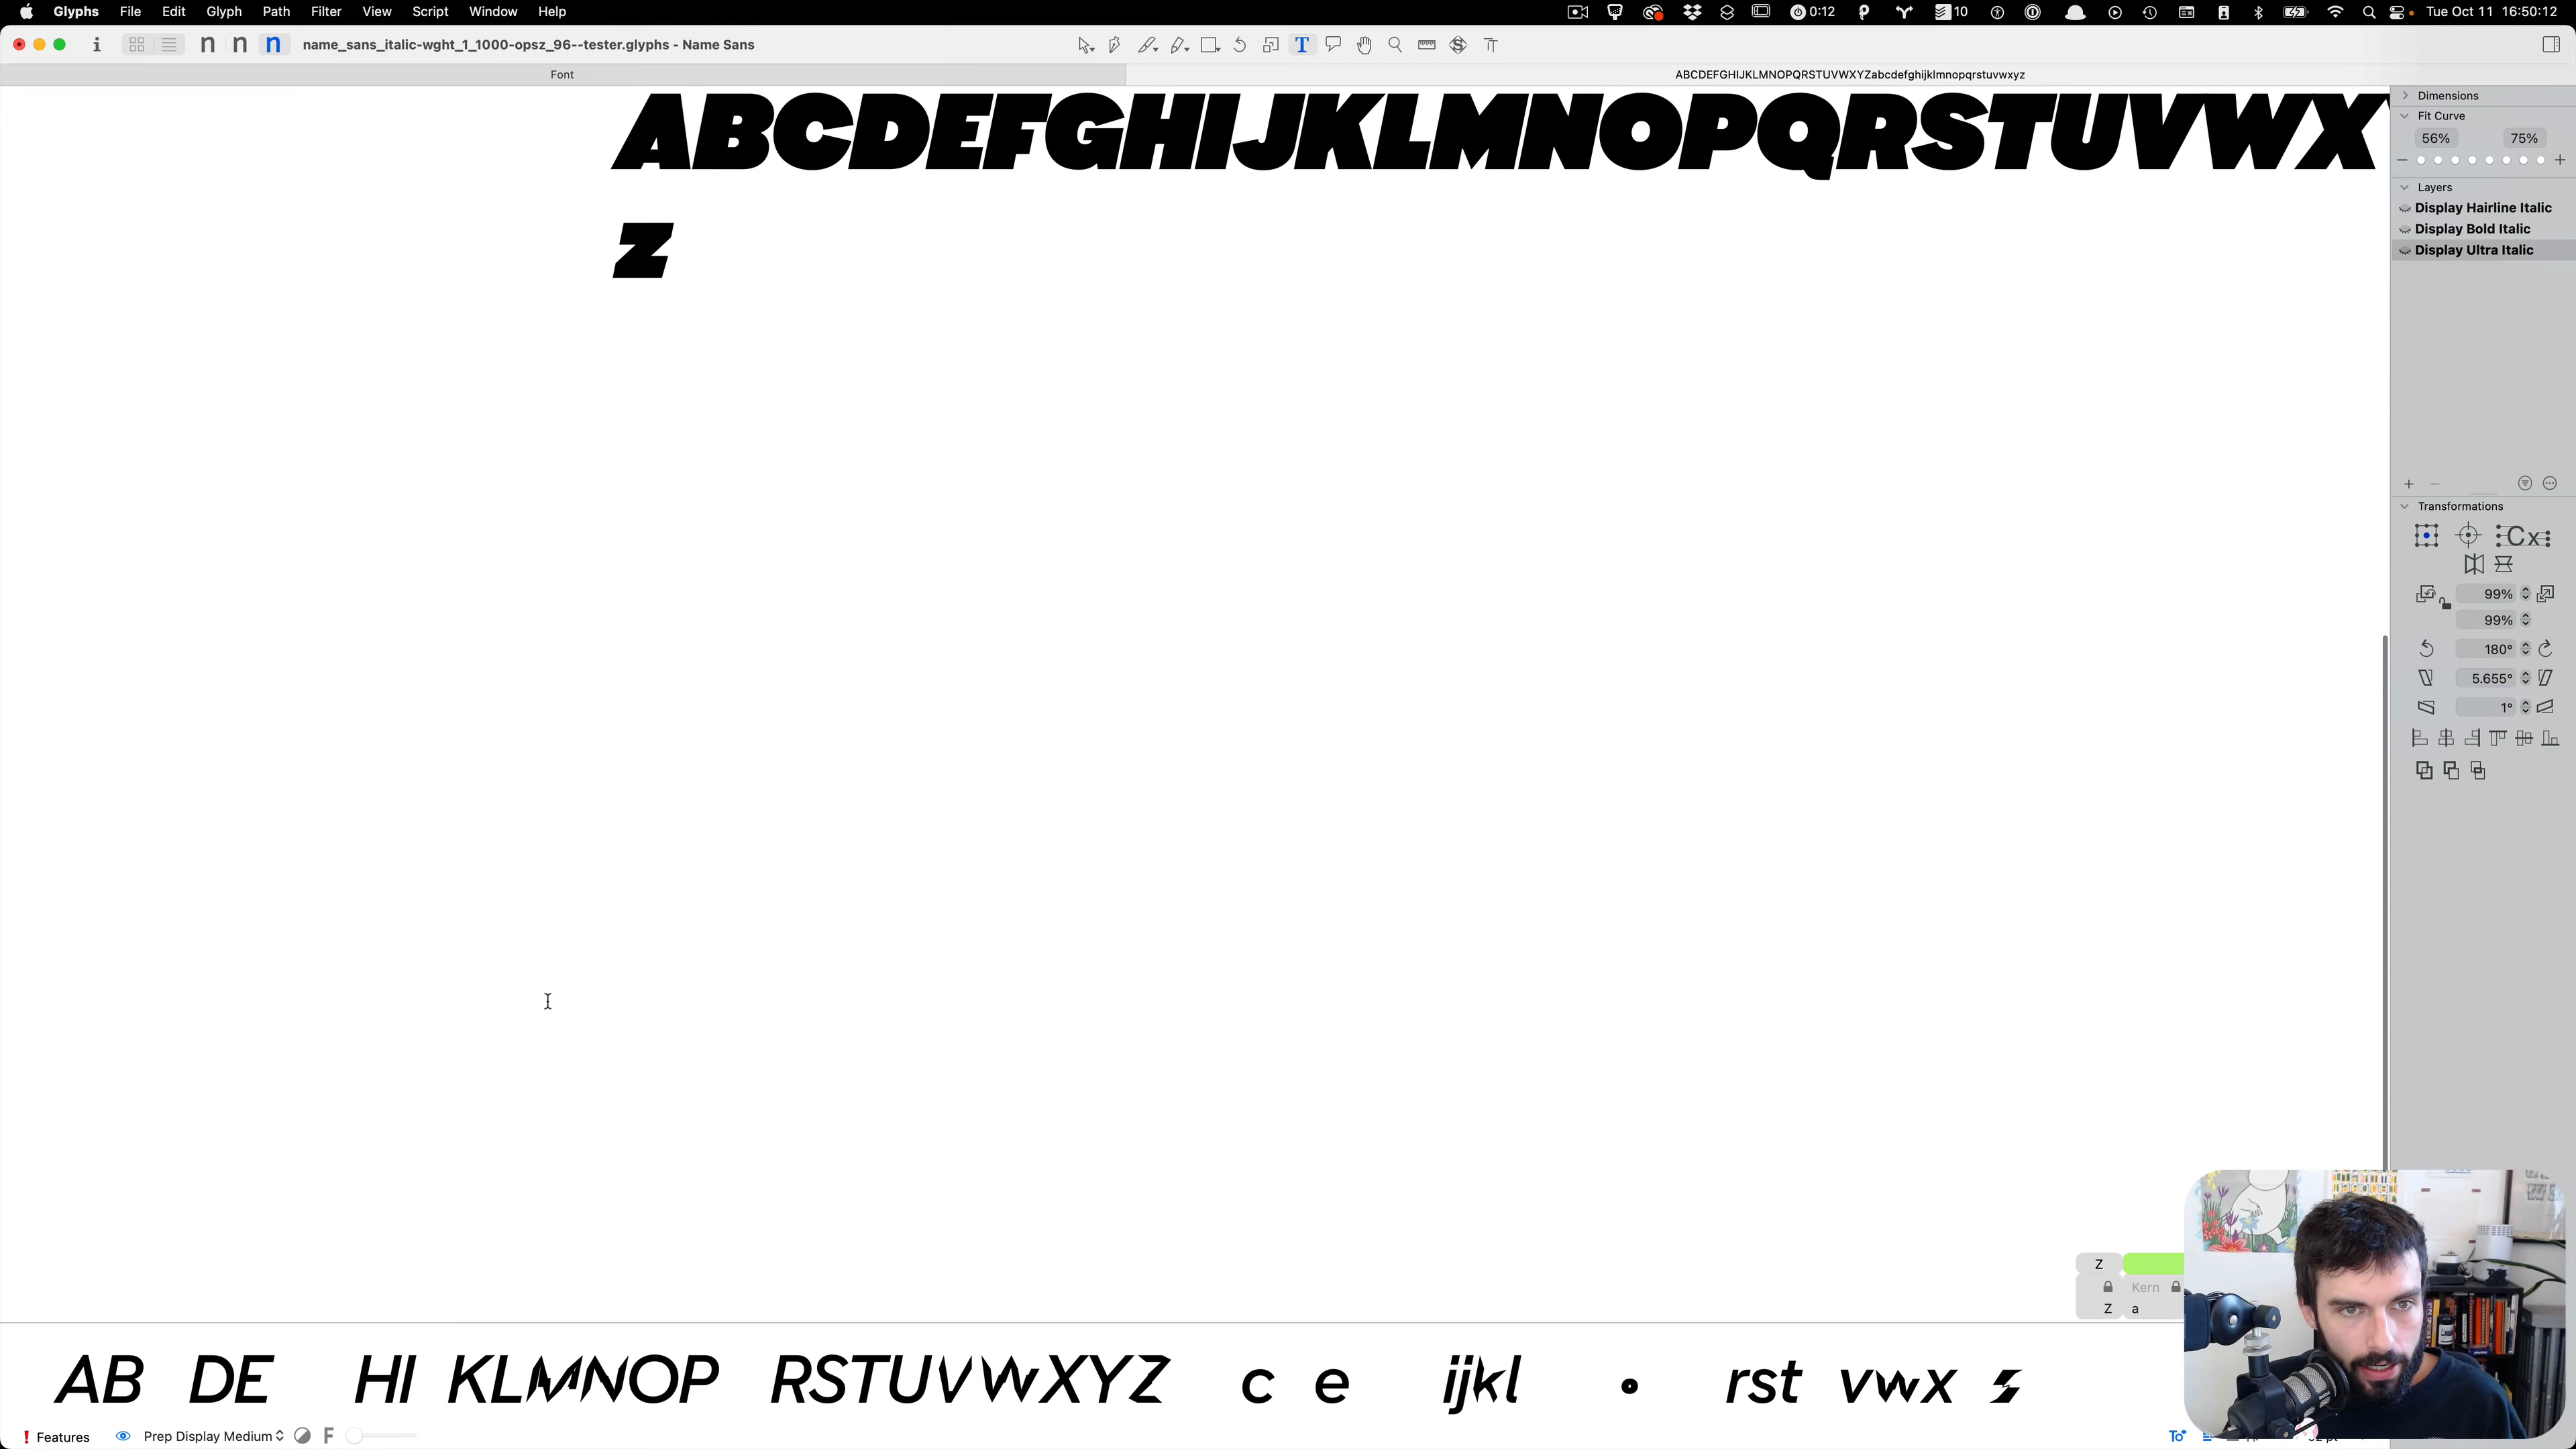 Glyphs File Edit Glyph Path Filter View Script Window Help 0:12 10 Tue Oct 11 16:50:12
n n n name_sans_italic-wght_1_1000-opsz_96--tester.glyphs - Name Sans
Font ABCDEFGHIJKLMNOPQRSTUVWXYZabcdefghijklmnopqrstuvwxyz
ABCDEFGHIJKLMNOPQRSTUVWX
Z
Dimensions
Fit Curve
56% 75%
Layers
Display Hairline Italic
Display Bold Italic
Display Ultra Italic
Transformations
99%
99%
180°
5.655°
1°
Z
Kern
Z a
AB DE HI KLMNOP RSTUVWXYZ c e ijkl o rst vwx z
Features Prep Display Medium F